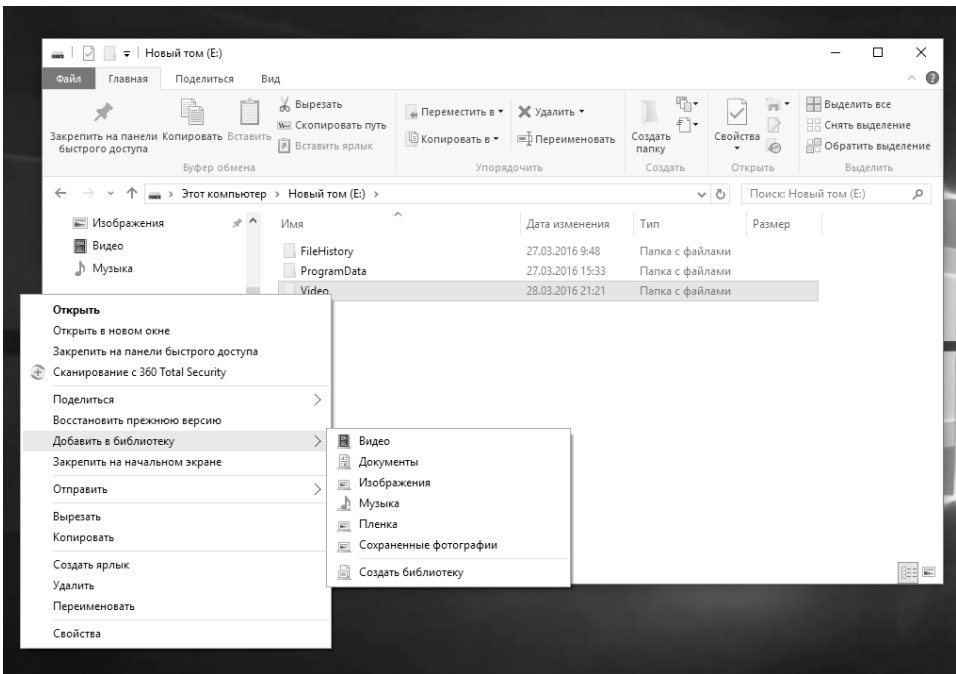 Новый том (E:)
Файл Главная Поделиться Вид
Закрепить на панели быстрого доступа
Копировать
Вставить
Вырезать
Скопировать путь
Вставить ярлык
Буфер обмена
Переместить в
Копировать в
Удалить
Переименовать
Упорядочить
Создать папку
Создать
Свойства
Открыть
Выделить все
Снять выделение
Обратить выделение
Выделить
Этот компьютер > Новый том (E:) >
Поиск: Новый том (E:)
Изображения
Видео
Музыка
Имя Дата изменения Тип Размер
FileHistory 27.03.2016 9:48 Папка с файлами
ProgramData 27.03.2016 15:33 Папка с файлами
Video 28.03.2016 21:21 Папка с файлами
Открыть
Открыть в новом окне
Закрепить на панели быстрого доступа
Сканирование с 360 Total Security
Поделиться
Восстановить прежнюю версию
Добавить в библиотеку
Закрепить на начальном экране
Отправить
Вырезать
Копировать
Создать ярлык
Удалить
Переименовать
Свойства
Видео
Документы
Изображения
Музыка
Пленка
Сохраненные фотографии
Создать библиотеку